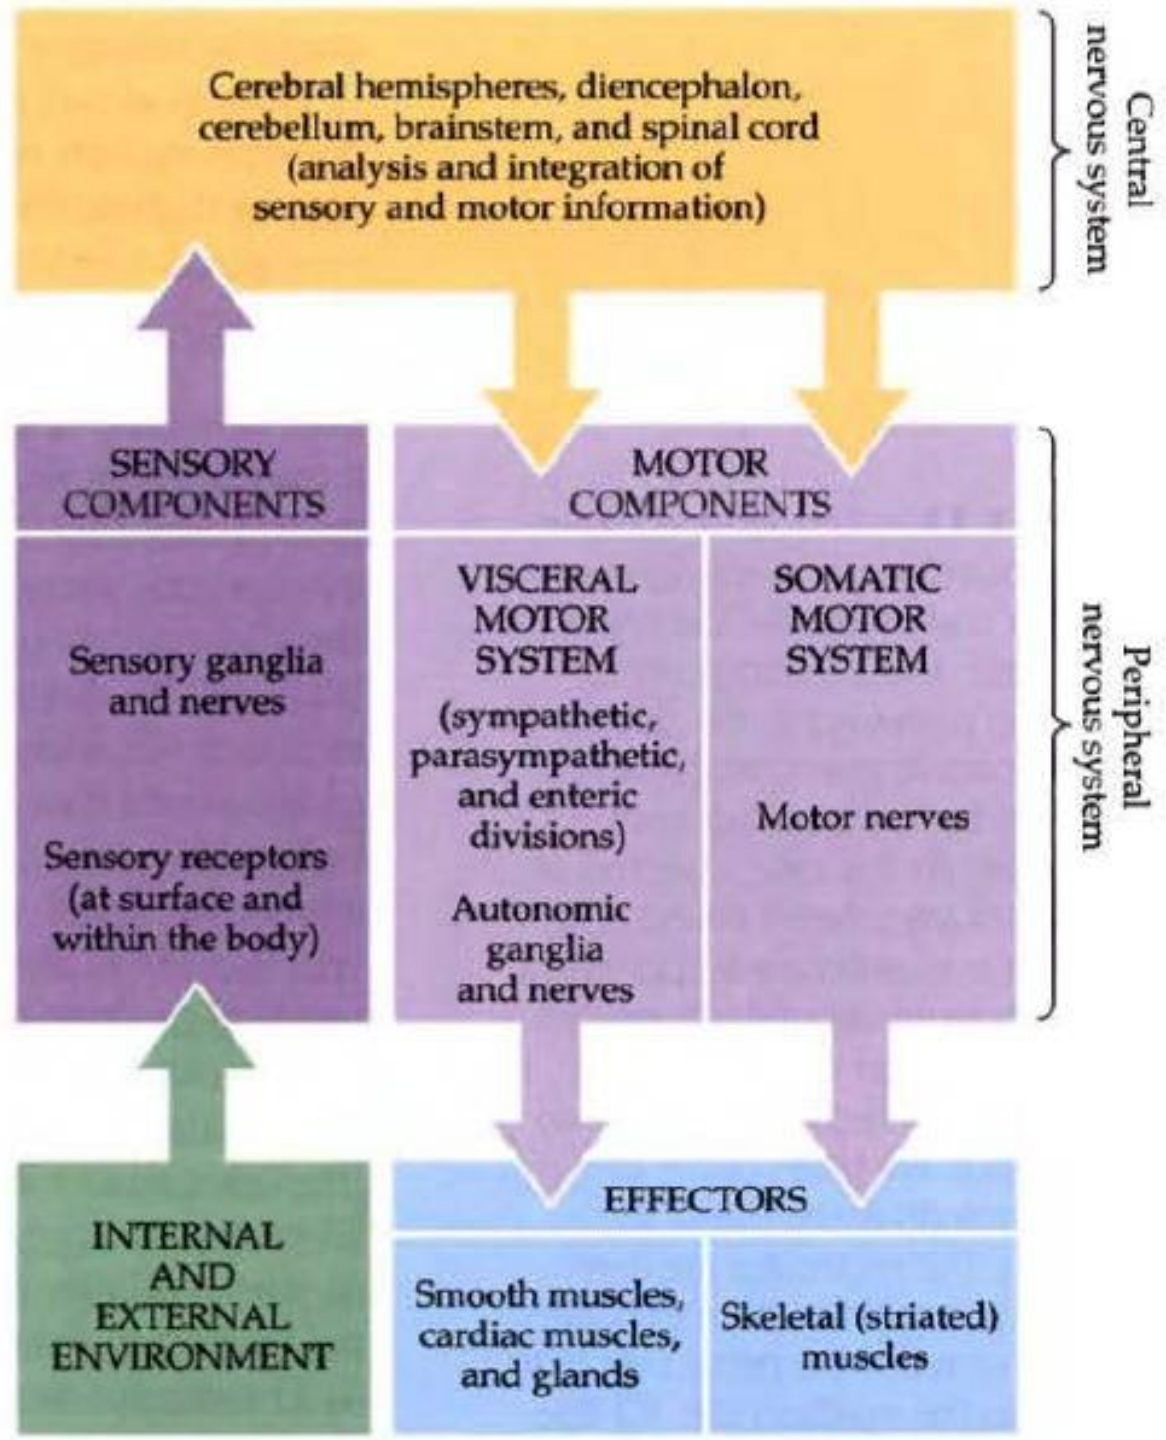 Cerebral hemispheres, diencephalon,
cerebellum, brainstem, and spinal cord
(analysis and integration of
sensory and motor information)
Central
nervous system
SENSORY
COMPONENTS
Sensory ganglia
and nerves
Sensory receptors
(at surface and
within the body)
MOTOR
COMPONENTS
VISCERAL
MOTOR
SYSTEM
(sympathetic,
parasympathetic,
and enteric
divisions)
Autonomic
ganglia
and nerves
SOMATIC
MOTOR
SYSTEM
Motor nerves
Peripheral
nervous system
INTERNAL
AND
EXTERNAL
ENVIRONMENT
EFFECTORS
Smooth muscles,
cardiac muscles,
and glands
Skeletal (striated)
muscles